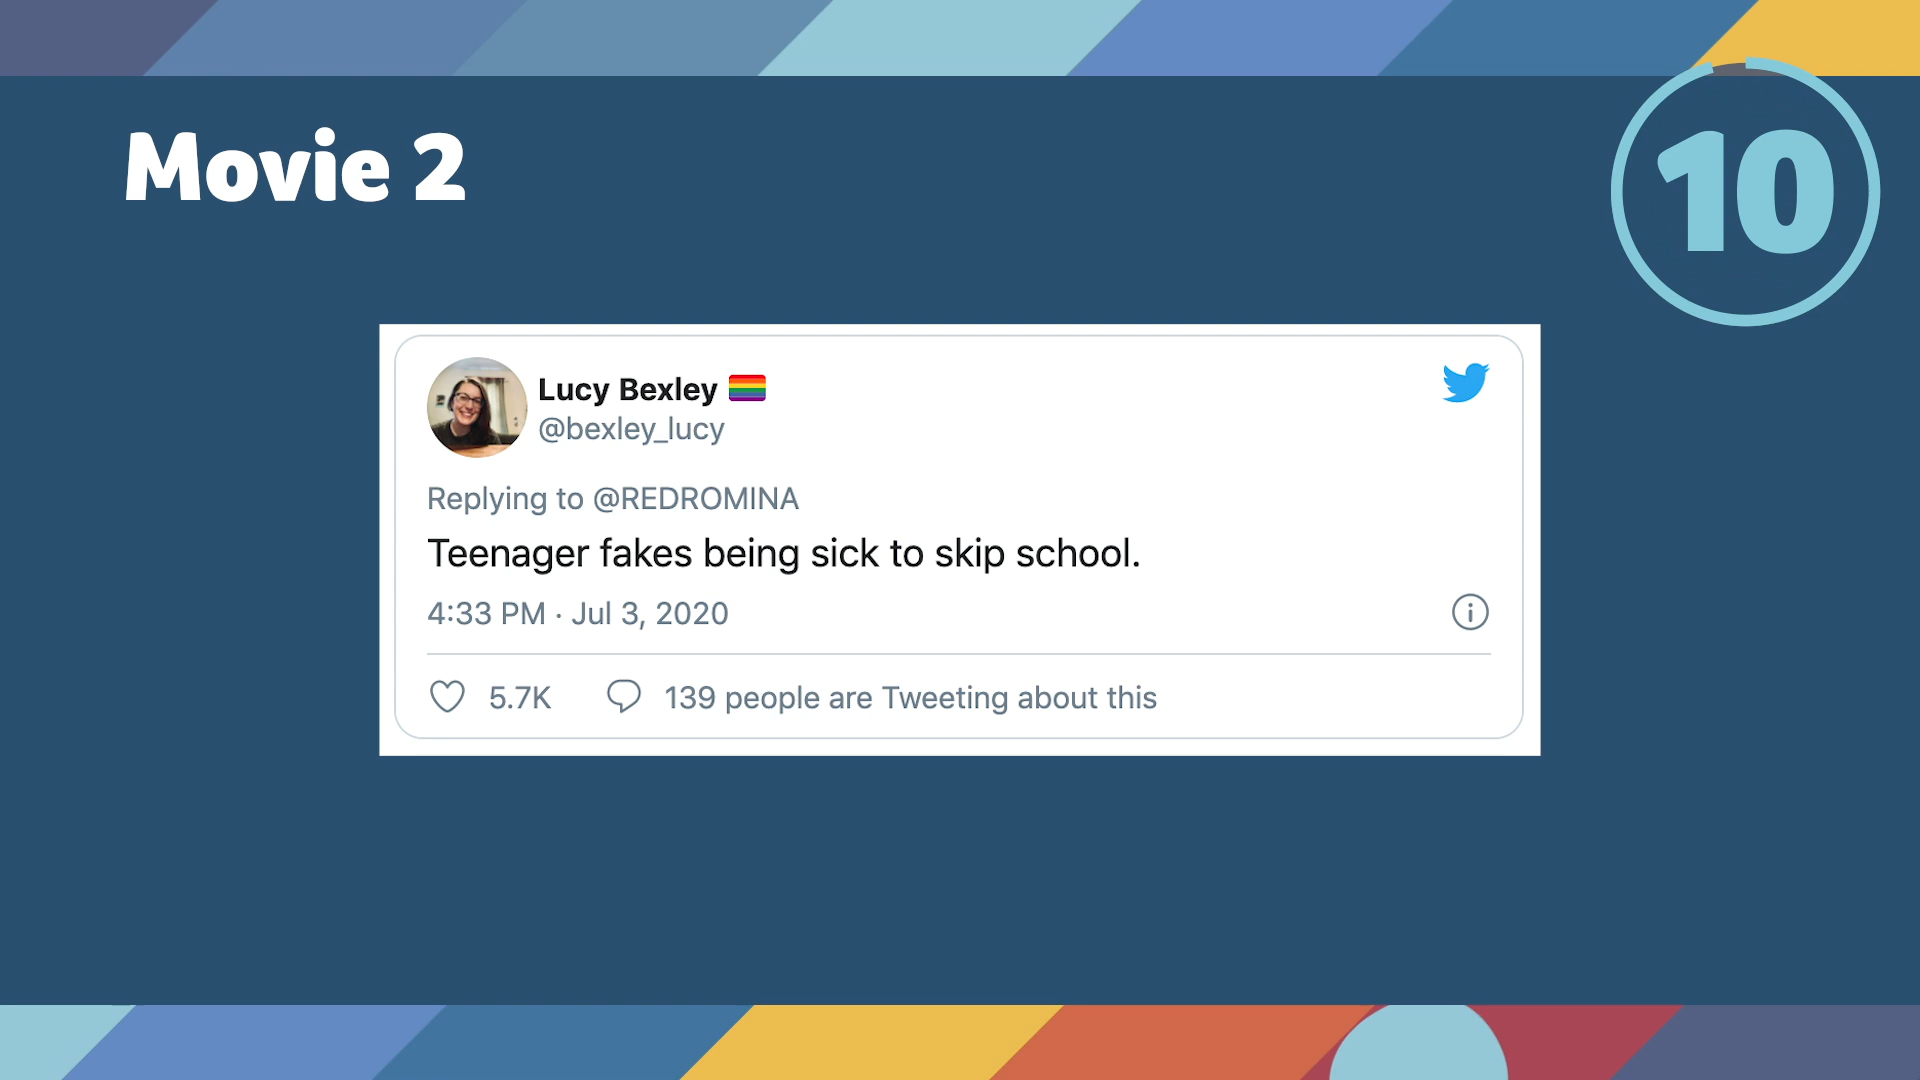 Movie 2
10
Lucy Bexley
@bexley_lucy
Replying to @REDROMINA
Teenager fakes being sick to skip school.
4:33 PM · Jul 3, 2020
5.7K
139 people are Tweeting about this